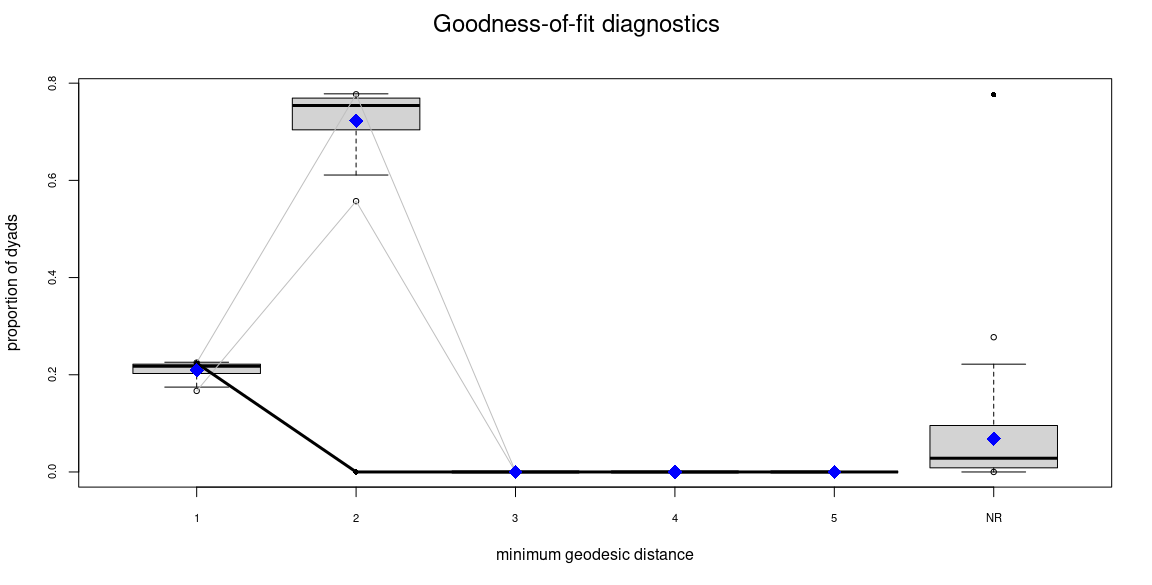 Goodness-of-fit diagnostics
proportion of dyads
0.8
0.6
0.4
0.2
0.0
1 2 3 4 5 NR
minimum geodesic distance